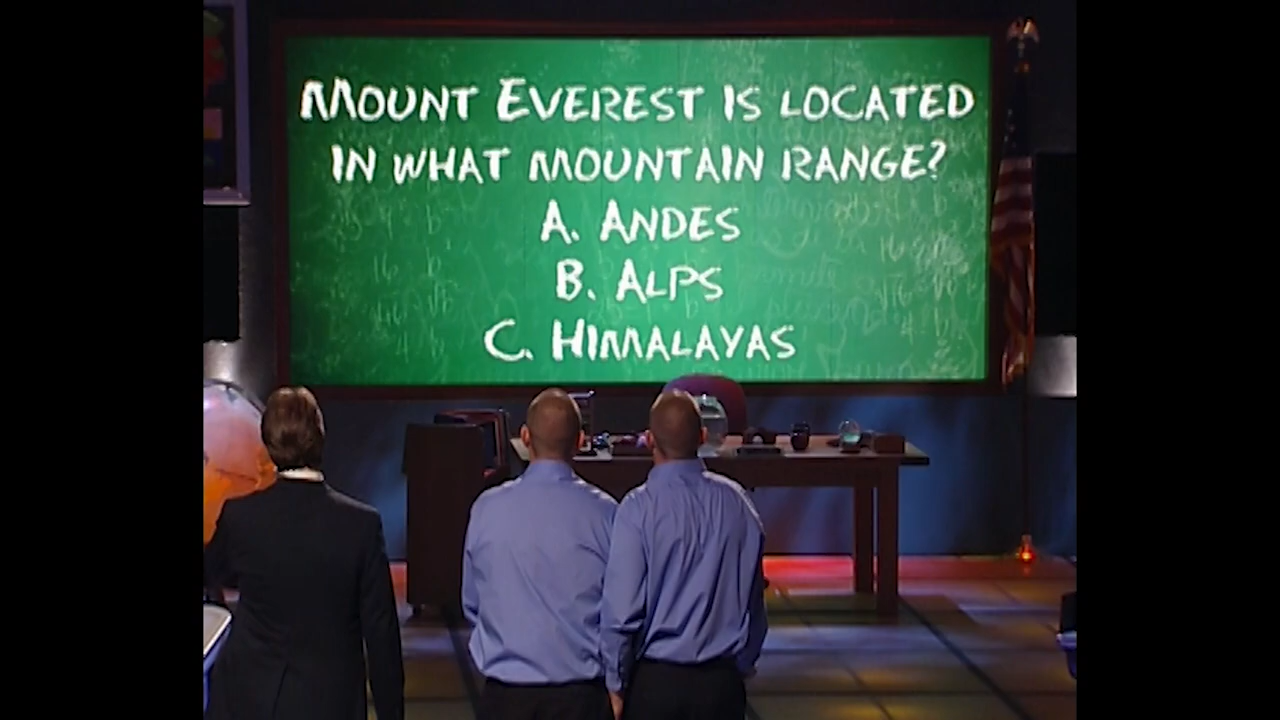 Mount Everest is located
in what mountain range?
A. Andes
B. Alps
C. Himalayas